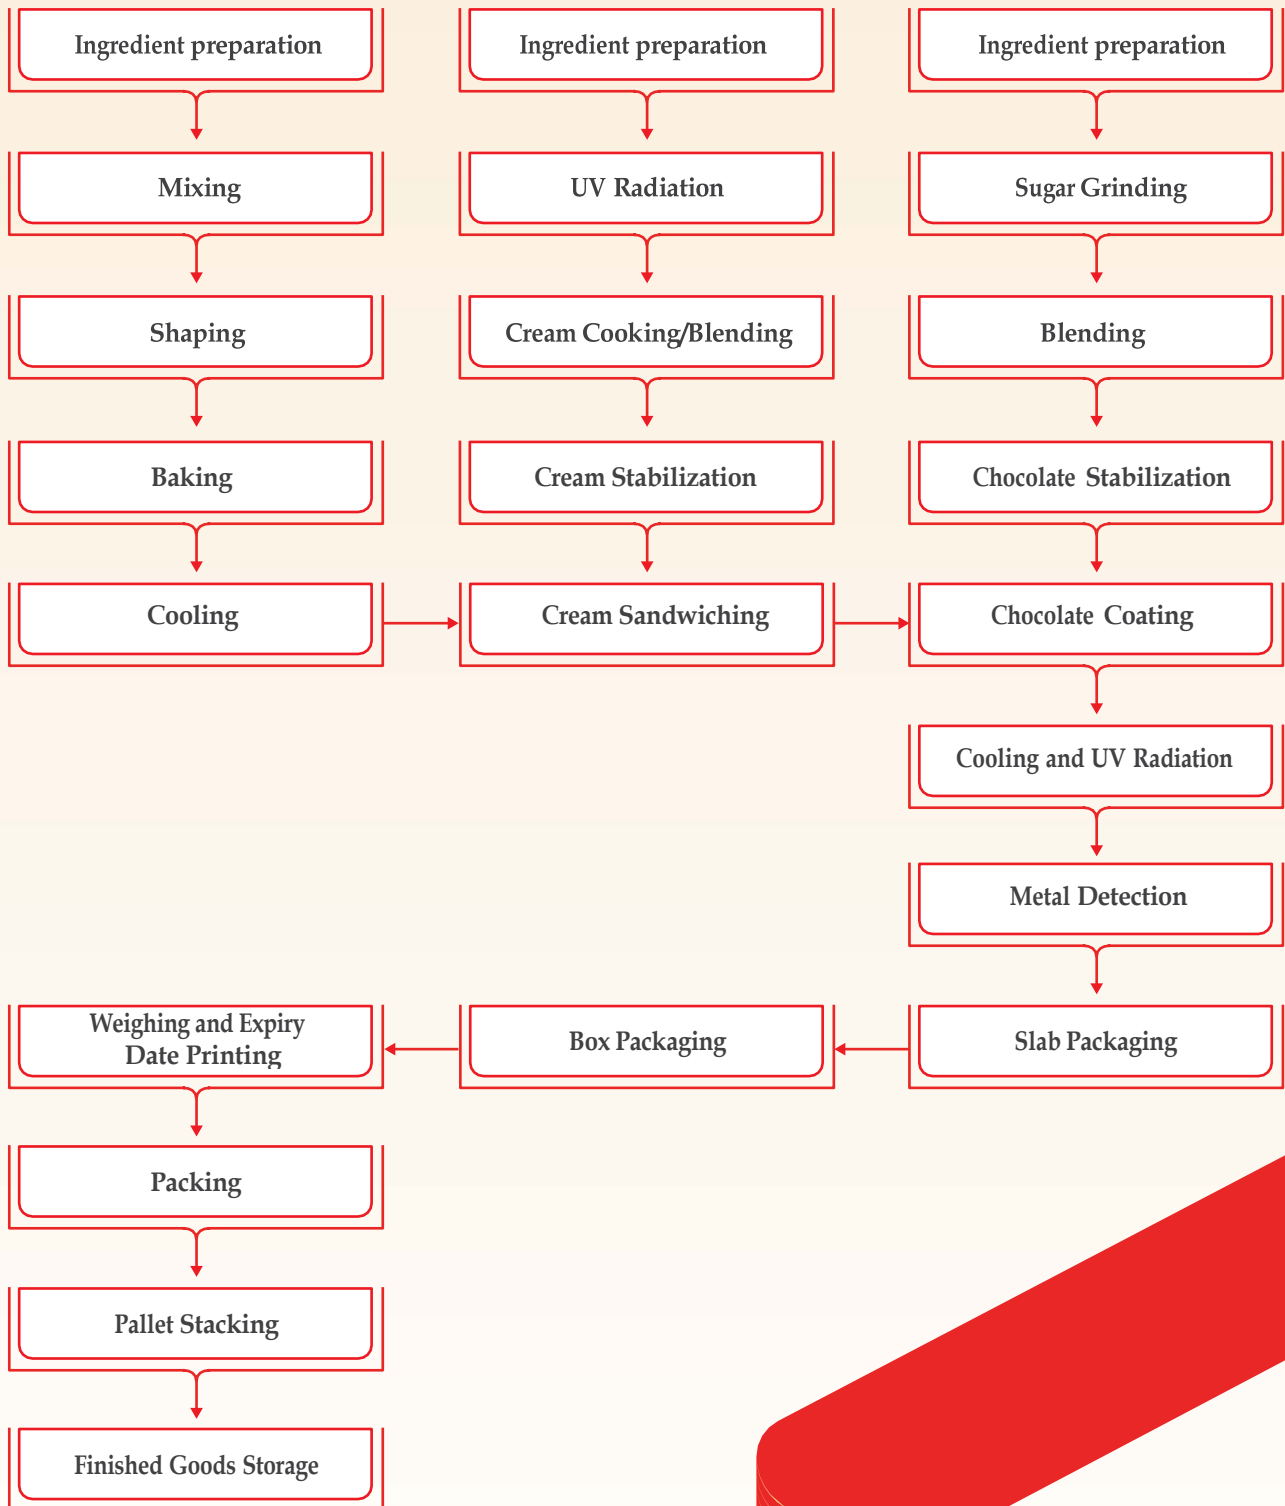 Ingredient preparation
Ingredient preparation
Ingredient preparation
Mixing
UV Radiation
Sugar Grinding
Shaping
Cream Cooking/Blending
Blending
Baking
Cream Stabilization
Chocolate Stabilization
Cooling
Cream Sandwiching
Chocolate Coating
Cooling and UV Radiation
Metal Detection
Weighing and Expiry
Date Printing
Box Packaging
Slab Packaging
Packing
Pallet Stacking
Finished Goods Storage